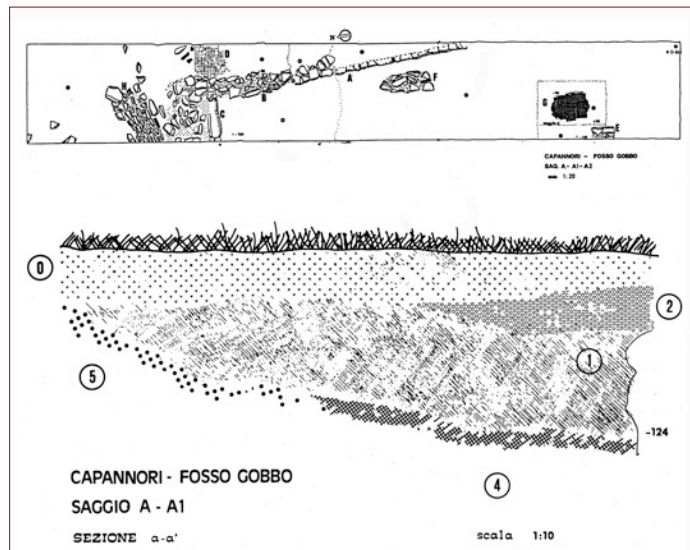 N
D
H
A
F
B
C
E
CAPANNORI - FOSSO GOBBO
SAG. A - A1 - A2
1:20
0
2
1
5
-124
4
CAPANNORI - FOSSO GOBBO
SAGGIO A - A1
SEZIONE a-a'
scala 1:10